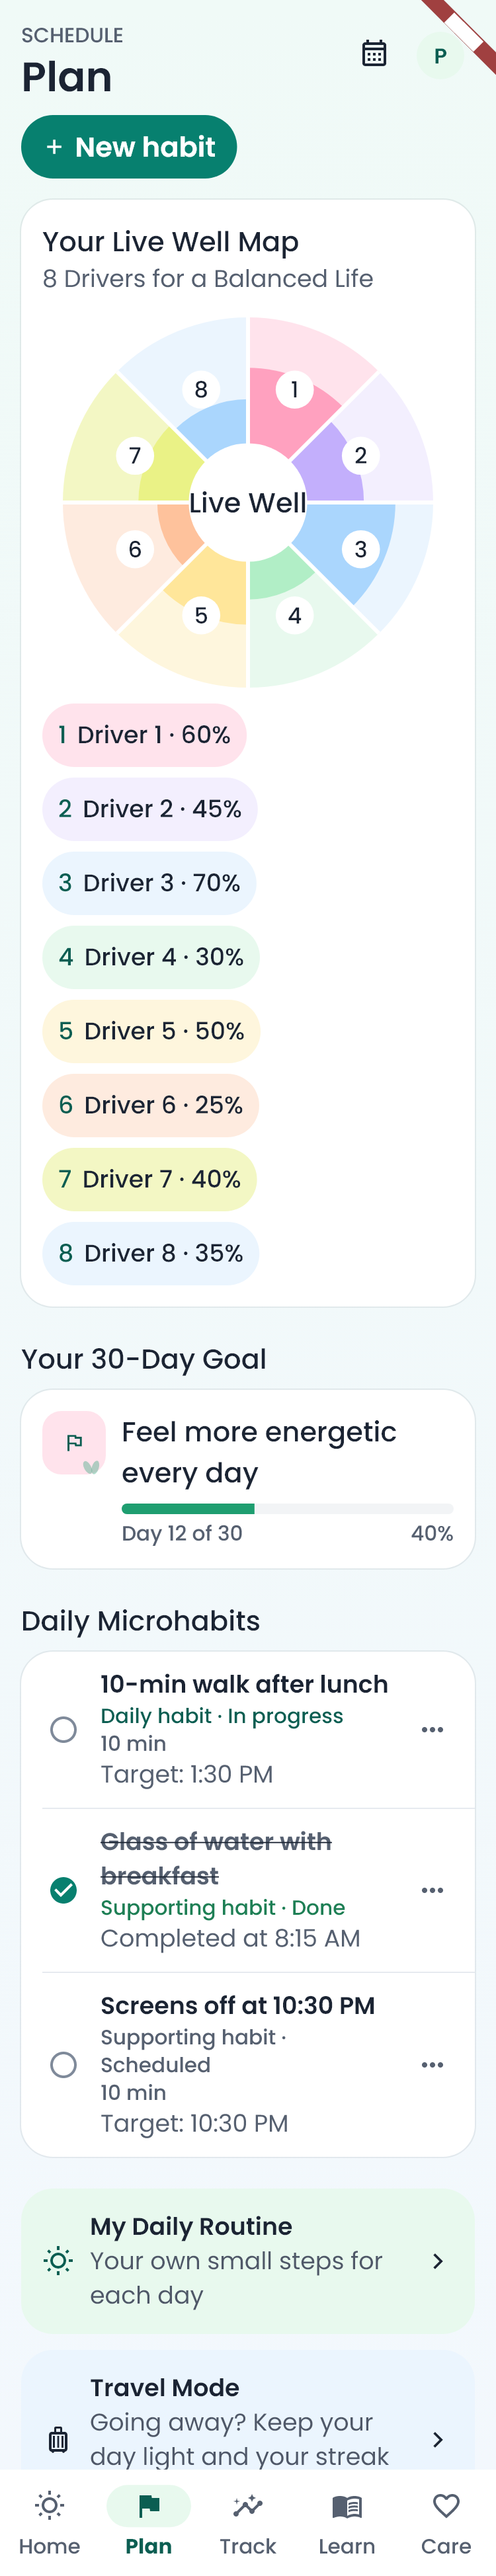 SCHEDULE
Plan
P
+ New habit
Your Live Well Map
8 Drivers for a Balanced Life
8
1
7
2
Live Well
6
3
5
4
1 Driver 1 · 60%
2 Driver 2 · 45%
3 Driver 3 · 70%
4 Driver 4 · 30%
5 Driver 5 · 50%
6 Driver 6 · 25%
7 Driver 7 · 40%
8 Driver 8 · 35%
Your 30-Day Goal
Feel more energetic
every day
Day 12 of 30 40%
Daily Microhabits
10-min walk after lunch
Daily habit · In progress
10 min
Target: 1:30 PM
Glass of water with
breakfast
Supporting habit · Done
Completed at 8:15 AM
Screens off at 10:30 PM
Supporting habit ·
Scheduled
10 min
Target: 10:30 PM
My Daily Routine
Your own small steps for
each day
Travel Mode
Going away? Keep your
day light and your streak
Home Plan Track Learn Care